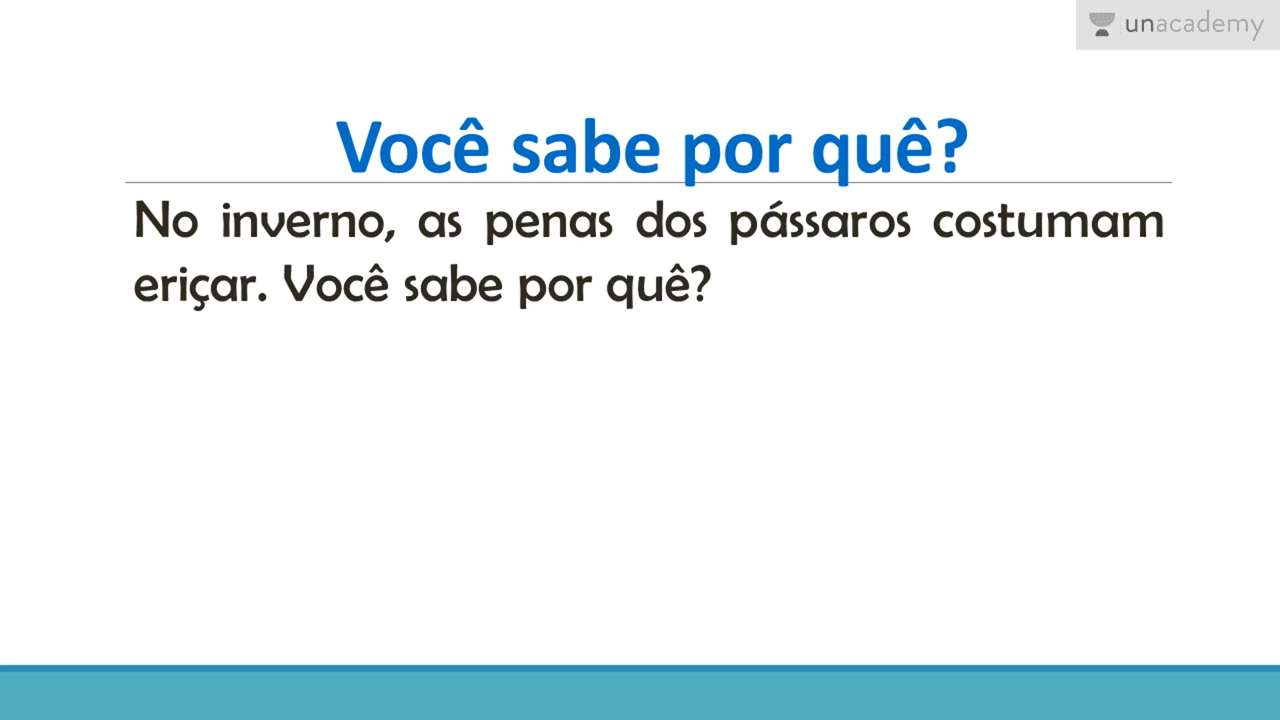 unacademy
Você sabe por quê?
No inverno, as penas dos pássaros costumam
eriçar. Você sabe por quê?